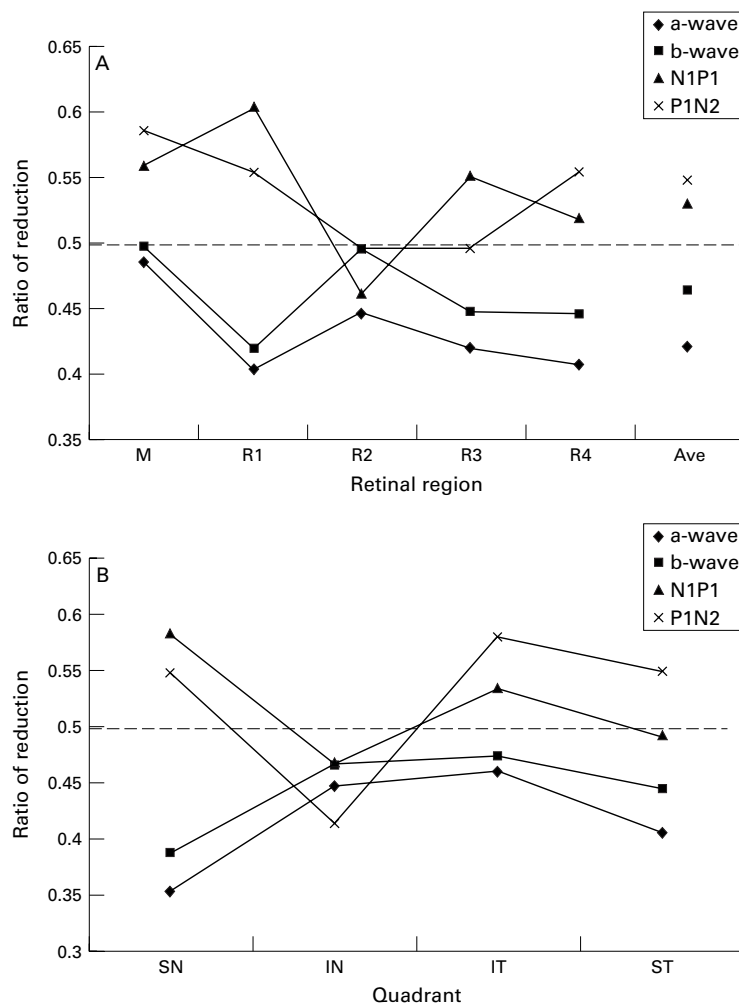 A
a-wave
b-wave
N1P1
P1N2
0.65
0.6
0.55
0.5
0.45
0.4
0.35
Ratio of reduction
M R1 R2 R3 R4 Ave
Retinal region
B
a-wave
b-wave
N1P1
P1N2
0.65
0.6
0.55
0.5
0.45
0.4
0.35
0.3
Ratio of reduction
SN IN IT ST
Quadrant